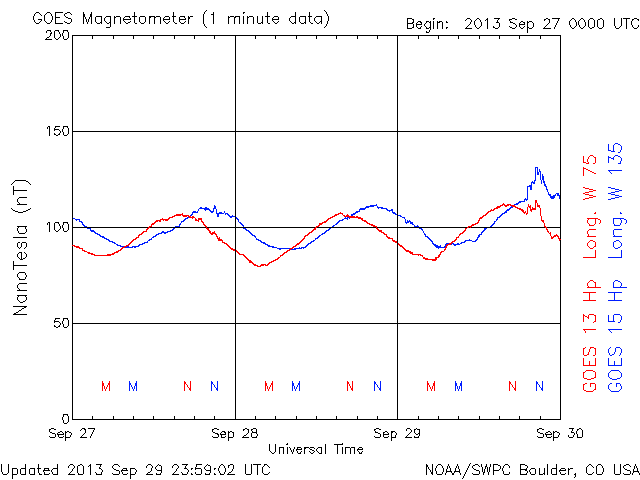 GOES Magnetometer (1 minute data)
Begin: 2013 Sep 27 0000 UTC
200
150
100
50
0
NanoTesla (nT)
M M N N M M N N M M N N
Sep 27 Sep 28 Sep 29 Sep 30
Universal Time
GOES 13 Hp Long. W 75
GOES 15 Hp Long. W 135
Updated 2013 Sep 29 23:59:02 UTC
NOAA/SWPC Boulder, CO USA